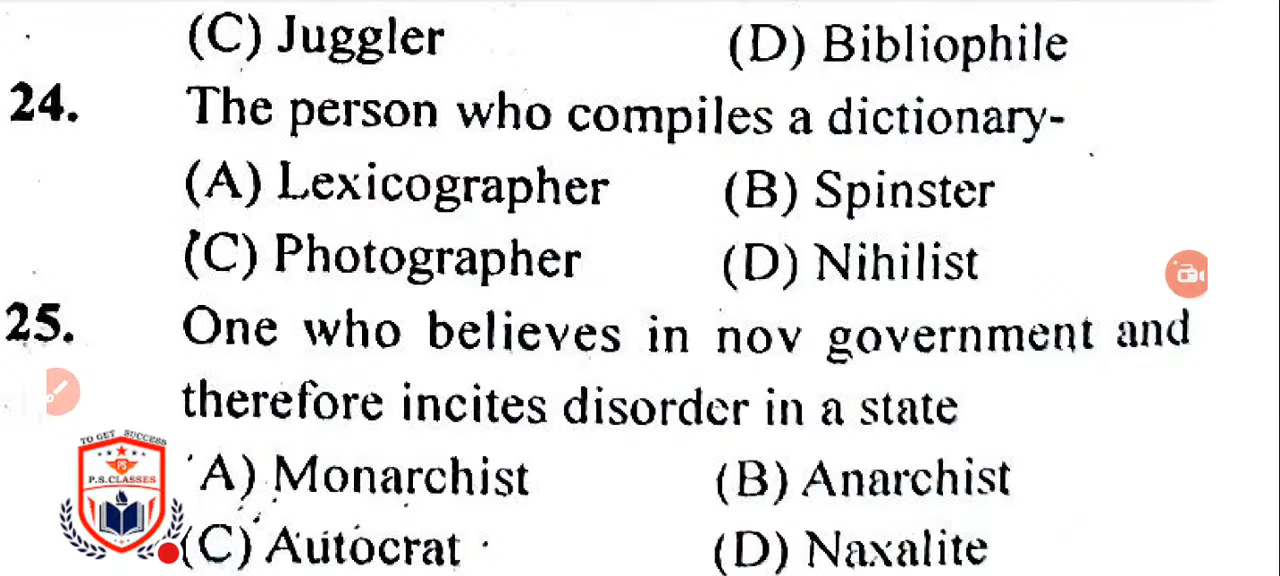 (C) Juggler (D) Bibliophile
24. The person who compiles a dictionary-
(A) Lexicographer (B) Spinster
(C) Photographer (D) Nihilist
25. One who believes in nov government and
therefore incites disorder in a state
A) Monarchist (B) Anarchist
(C) Autocrat (D) Naxalite
TO GET SUCCESS
PS
P.S.CLASSES